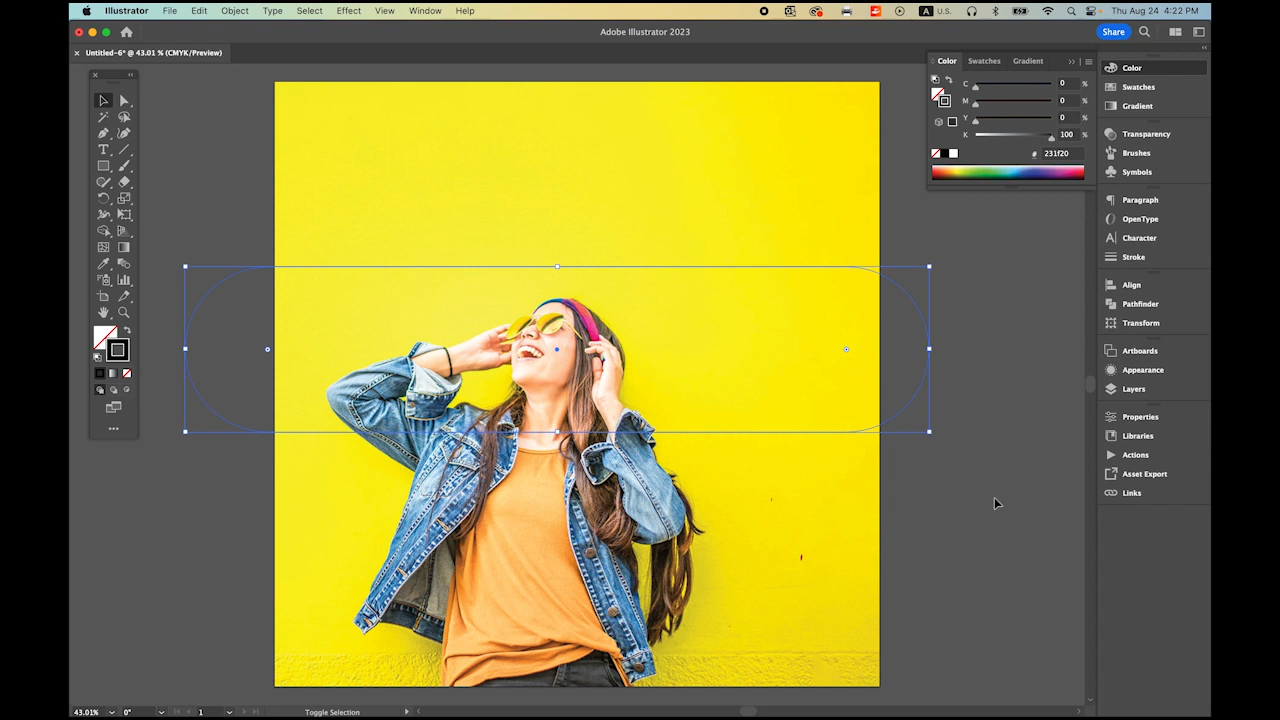 Illustrator File Edit Object Type Select Effect View Window Help A U.S. Thu Aug 24 4:22 PM
Adobe Illustrator 2023
Share
Untitled-6* @ 43.01 % (CMYK/Preview)
Color Swatches Gradient
C 0 %
M 0 %
Y 0 %
K 100 %
# 231f20
Color
Swatches
Gradient
Transparency
Brushes
Symbols
Paragraph
OpenType
Character
Stroke
Align
Pathfinder
Transform
Artboards
Appearance
Layers
Properties
Libraries
Actions
Asset Export
Links
43.01% 0° 1 Toggle Selection